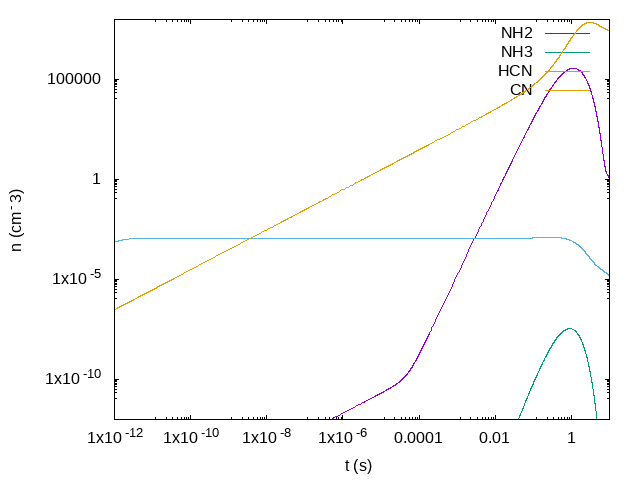 NH2
NH3
HCN
CN
100000
1
1x10^-5
1x10^-10
n (cm^-3)
1x10^-12
1x10^-10
1x10^-8
1x10^-6
0.0001
0.01
1
t (s)